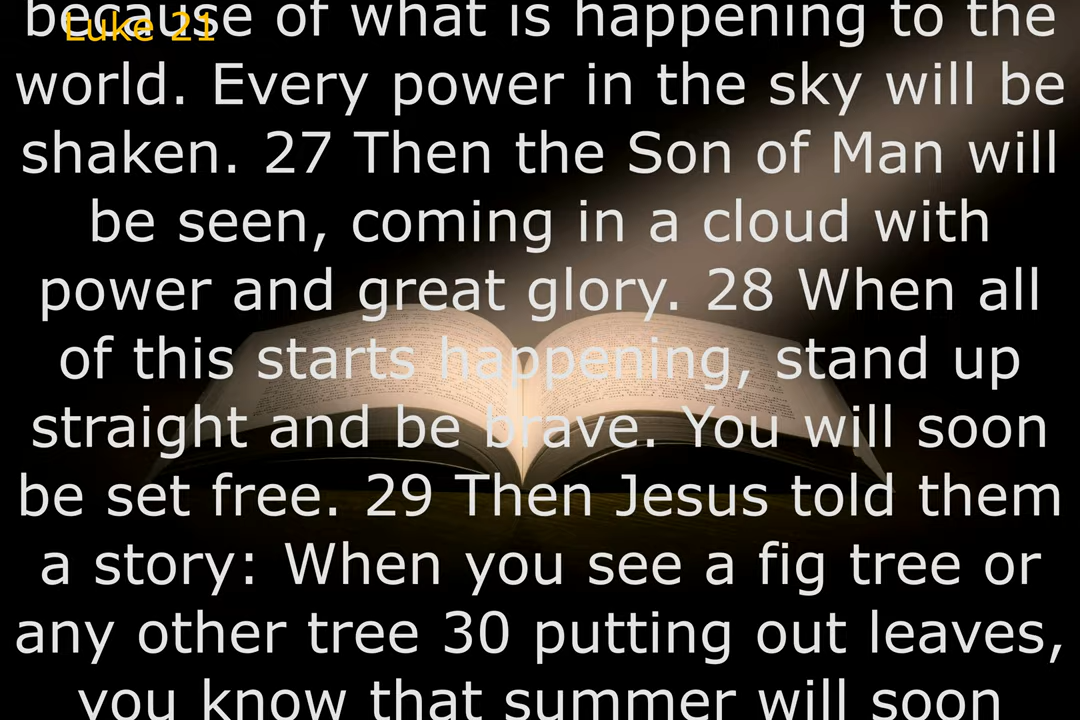 Luke 21
because of what is happening to the
world. Every power in the sky will be
shaken. 27 Then the Son of Man will
be seen, coming in a cloud with
power and great glory. 28 When all
of this starts happening, stand up
straight and be brave. You will soon
be set free. 29 Then Jesus told them
a story: When you see a fig tree or
any other tree 30 putting out leaves,
you know that summer will soon